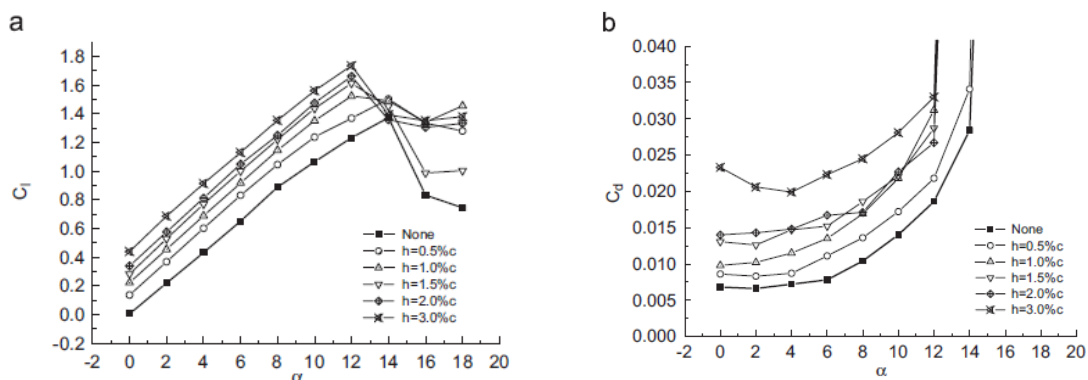 a
C_l
1.8
1.6
1.4
1.2
1.0
0.8
0.6
0.4
0.2
0.0
-0.2
-2 0 2 4 6 8 10 12 14 16 18 20
α
None
h=0.5%c
h=1.0%c
h=1.5%c
h=2.0%c
h=3.0%c
b
C_d
0.040
0.035
0.030
0.025
0.020
0.015
0.010
0.005
0.000
-2 0 2 4 6 8 10 12 14 16 18 20
α
None
h=0.5%c
h=1.0%c
h=1.5%c
h=2.0%c
h=3.0%c